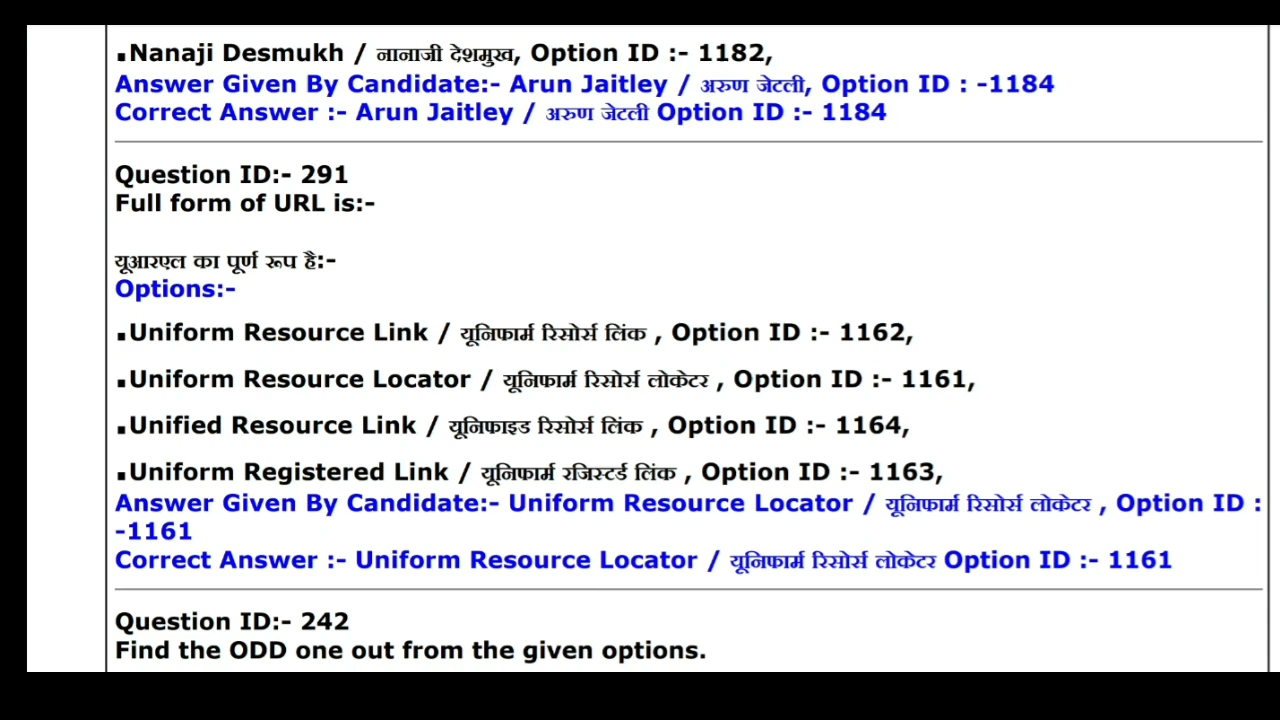 ▪Nanaji Desmukh / नानाजी देशमुख, Option ID :- 1182,
Answer Given By Candidate:- Arun Jaitley / अरुण जेटली, Option ID : -1184
Correct Answer :- Arun Jaitley / अरुण जेटली Option ID :- 1184
Question ID:- 291
Full form of URL is:-
यूआरएल का पूर्ण रूप है:-
Options:-
▪Uniform Resource Link / यूनिफार्म रिसोर्स लिंक , Option ID :- 1162,
▪Uniform Resource Locator / यूनिफार्म रिसोर्स लोकेटर , Option ID :- 1161,
▪Unified Resource Link / यूनिफाइड रिसोर्स लिंक , Option ID :- 1164,
▪Uniform Registered Link / यूनिफार्म रजिस्टर्ड लिंक , Option ID :- 1163,
Answer Given By Candidate:- Uniform Resource Locator / यूनिफार्म रिसोर्स लोकेटर , Option ID :
-1161
Correct Answer :- Uniform Resource Locator / यूनिफार्म रिसोर्स लोकेटर Option ID :- 1161
Question ID:- 242
Find the ODD one out from the given options.